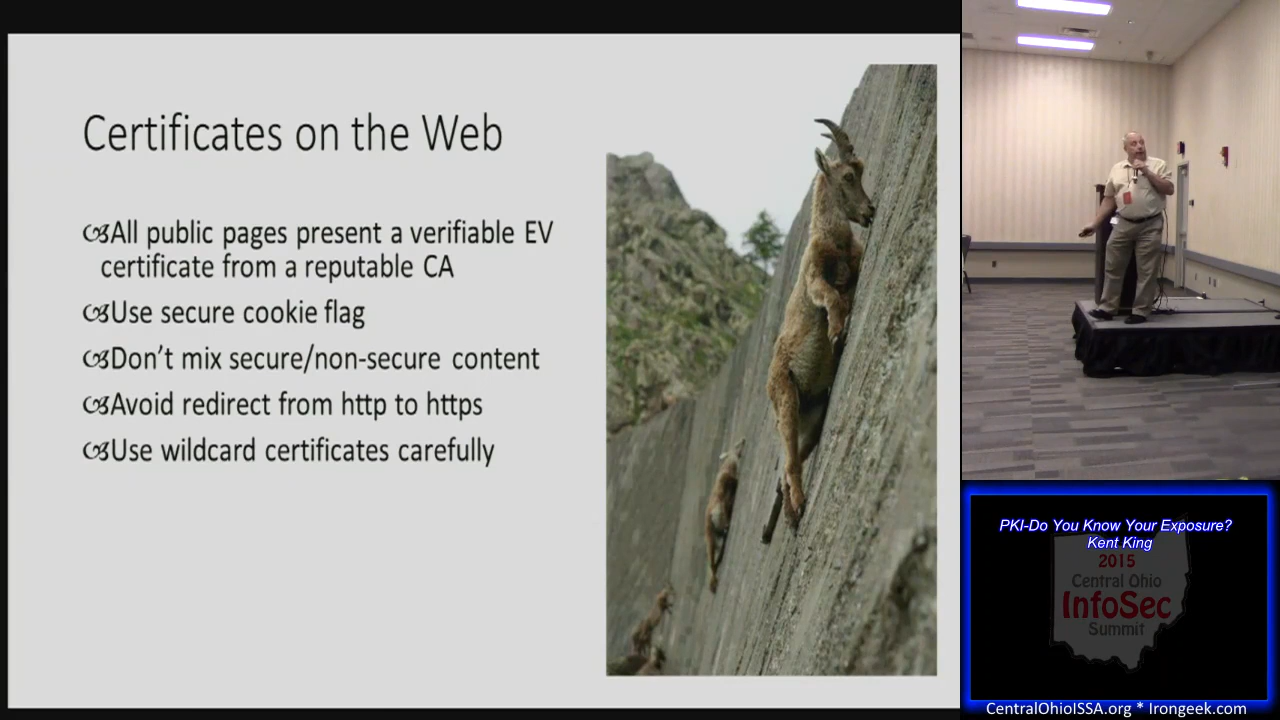 Certificates on the Web
All public pages present a verifiable EV
certificate from a reputable CA
Use secure cookie flag
Don't mix secure/non-secure content
Avoid redirect from http to https
Use wildcard certificates carefully
PKI-Do You Know Your Exposure?
Kent King
2015
Central Ohio
InfoSec
Summit
CentralOhioISSA.org * Irongeek.com